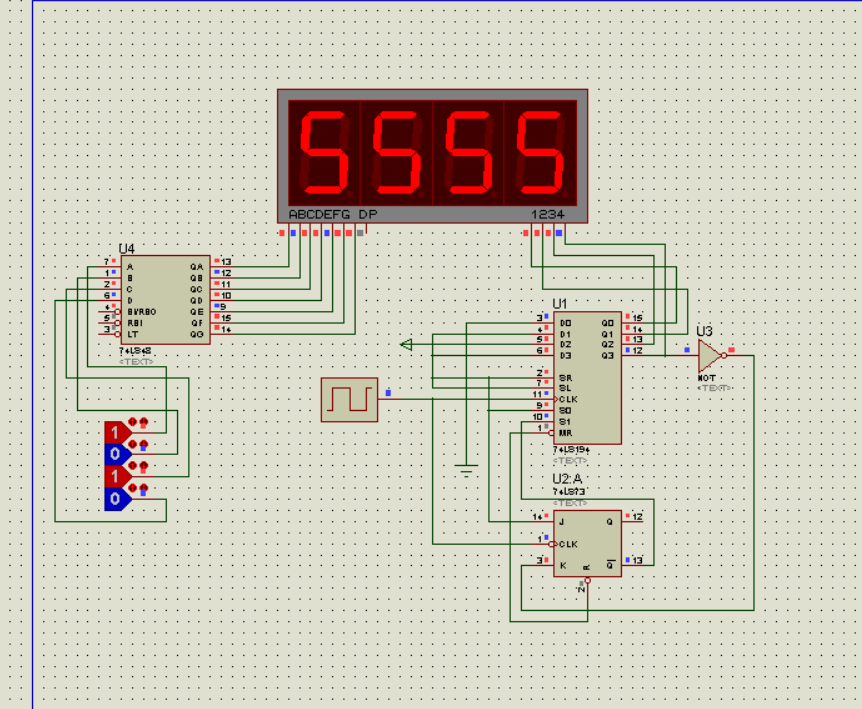 5555
ABCDEFG DP 1234
U4
7 A QA 13
1 B QB 12
2 C QC 11
6 D QD 10
4 BI/RBO QE 9
5 RBI QF 15
3 LT QG 14
74LS48
<TEXT>
1
0
1
0
U1
3 D0 Q0 15
4 D1 Q1 14
5 D2 Q2 13
6 D3 Q3 12
2 SR
7 SL
11 CLK
9 S0
10 S1
1 MR
74LS194
<TEXT>
U3
NOT
<TEXT>
U2:A
74LS73
<TEXT>
14 J Q 12
1 CLK
3 K R Q 13
2